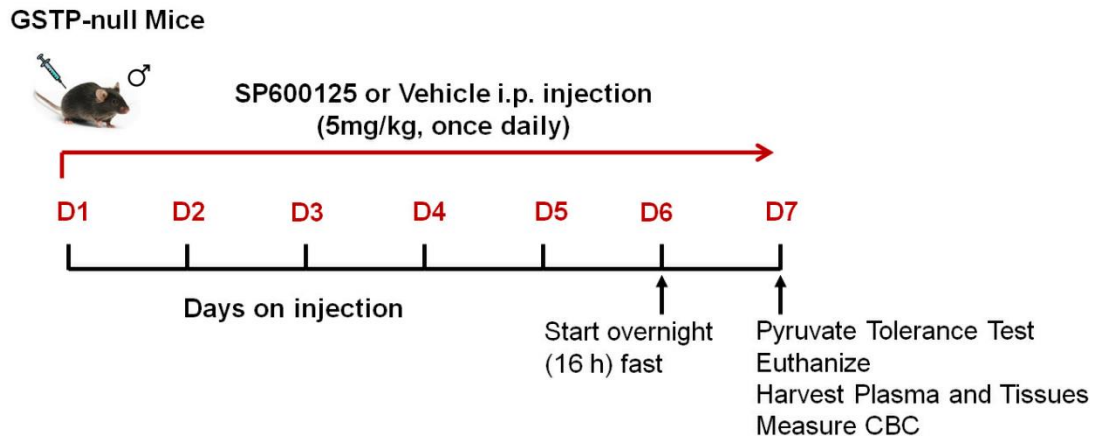 GSTP-null Mice
♂
SP600125 or Vehicle i.p. injection
(5mg/kg, once daily)
D1 D2 D3 D4 D5 D6 D7
Days on injection
Start overnight
(16 h) fast
Pyruvate Tolerance Test
Euthanize
Harvest Plasma and Tissues
Measure CBC